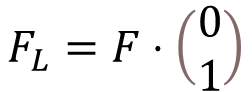 F_L = F · (0
1)